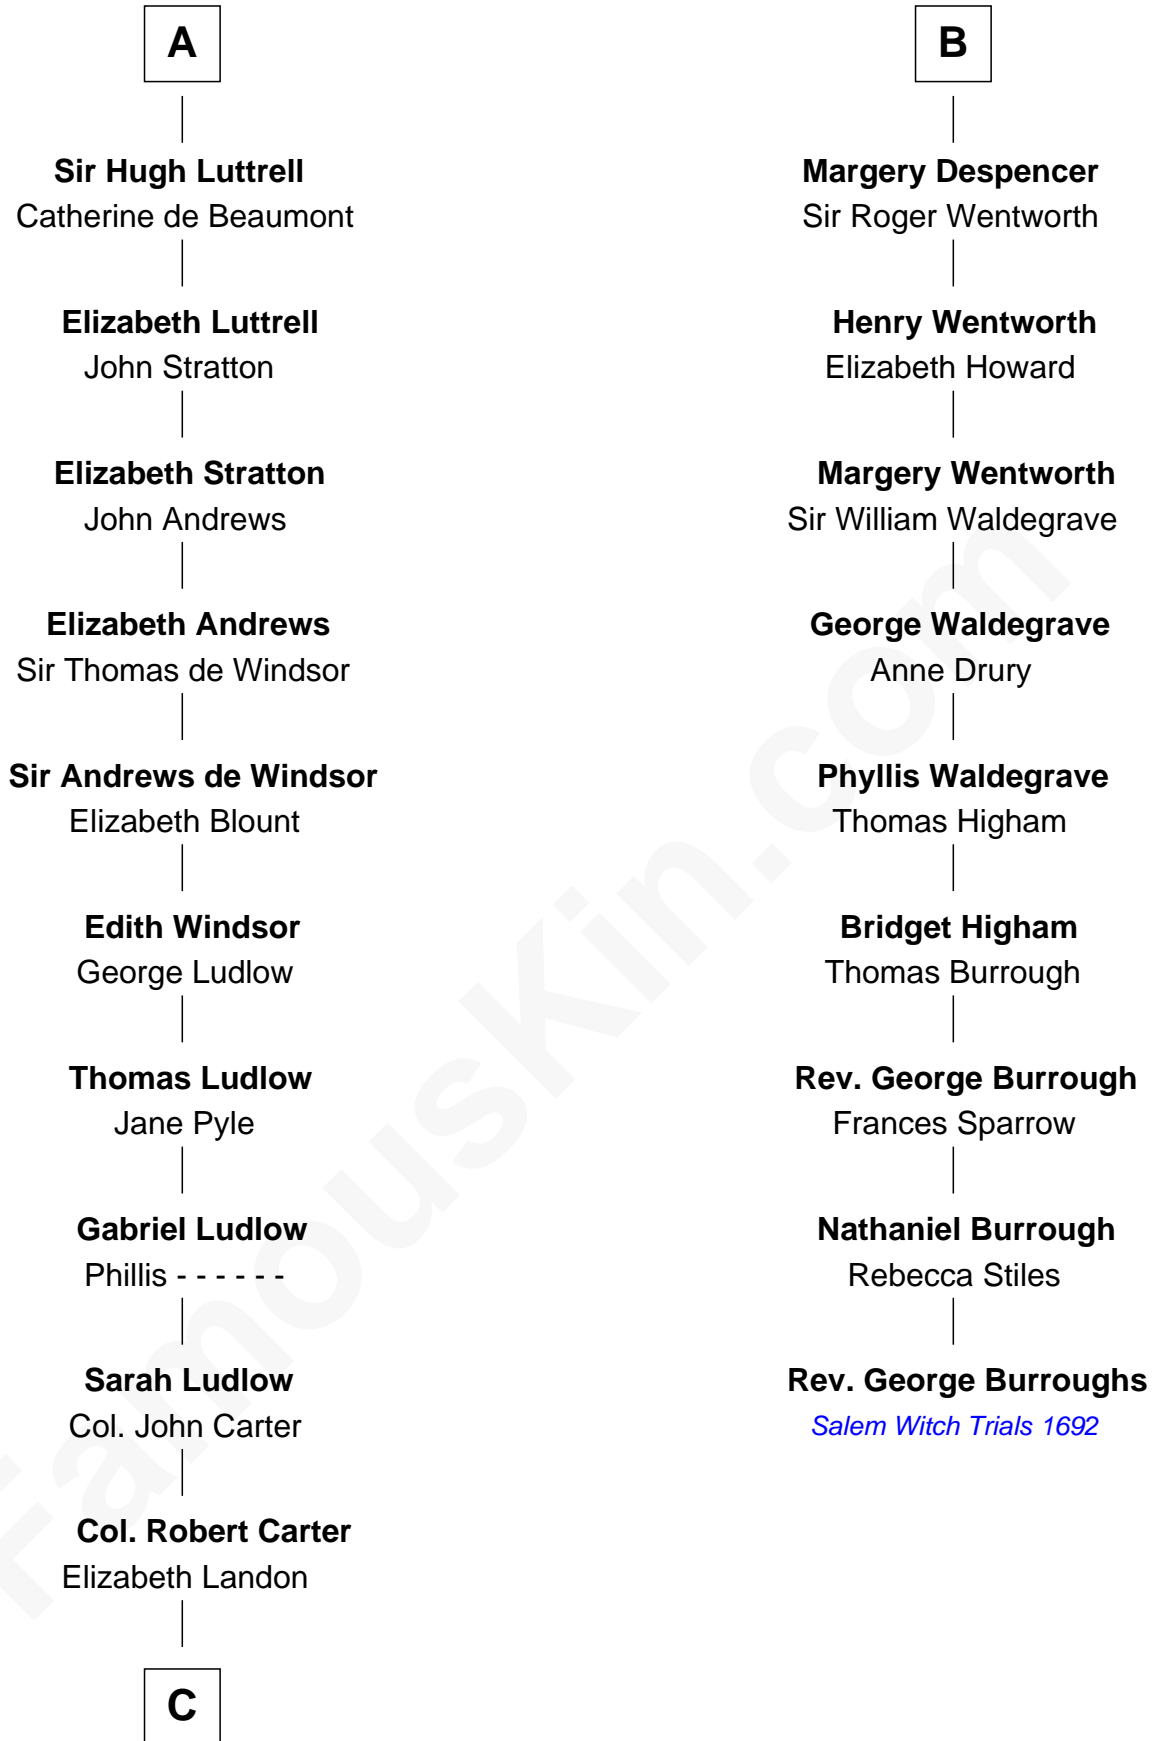 A
Sir Hugh Luttrell
Catherine de Beaumont
Elizabeth Luttrell
John Stratton
Elizabeth Stratton
John Andrews
Elizabeth Andrews
Sir Thomas de Windsor
Sir Andrews de Windsor
Elizabeth Blount
Edith Windsor
George Ludlow
Thomas Ludlow
Jane Pyle
Gabriel Ludlow
Phillis - - - - - -
Sarah Ludlow
Col. John Carter
Col. Robert Carter
Elizabeth Landon
C
B
Margery Despencer
Sir Roger Wentworth
Henry Wentworth
Elizabeth Howard
Margery Wentworth
Sir William Waldegrave
George Waldegrave
Anne Drury
Phyllis Waldegrave
Thomas Higham
Bridget Higham
Thomas Burrough
Rev. George Burrough
Frances Sparrow
Nathaniel Burrough
Rebecca Stiles
Rev. George Burroughs
Salem Witch Trials 1692
FamousKin.com